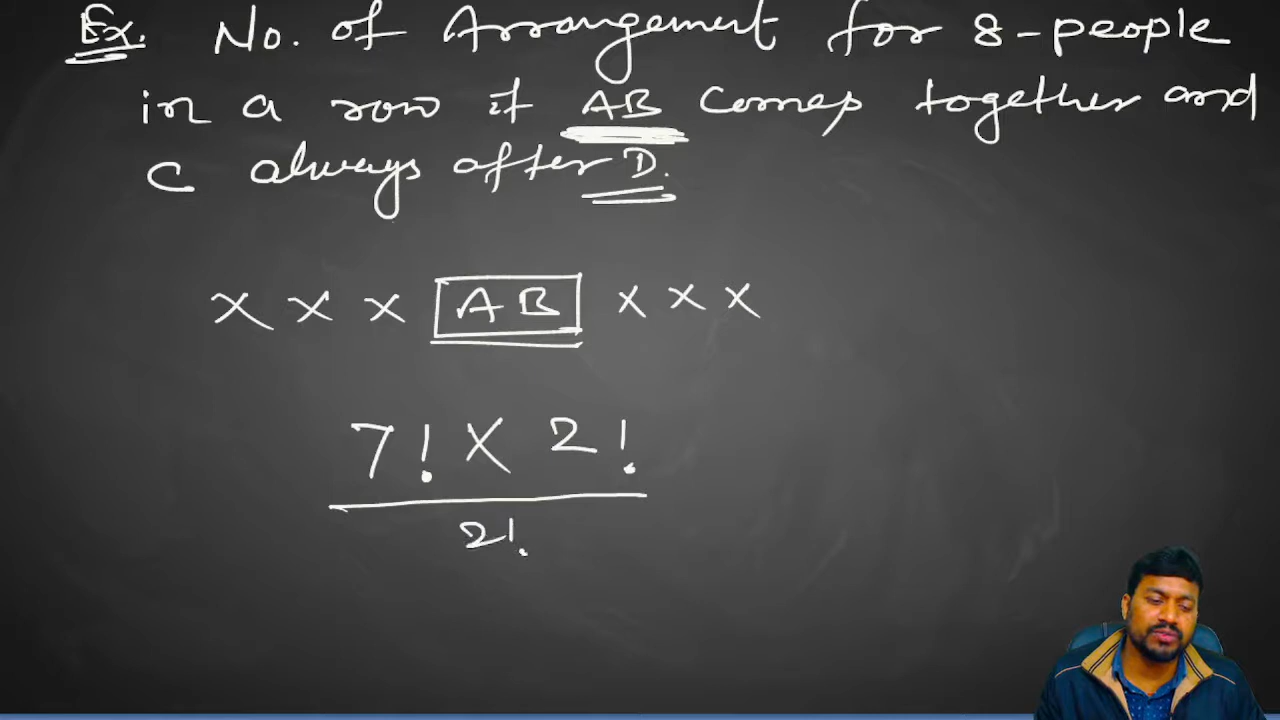 Ex. No. of Arrangement for 8-people
in a row if AB comes together and
C always after D.
x x x AB x x x
7! X 2!
2!